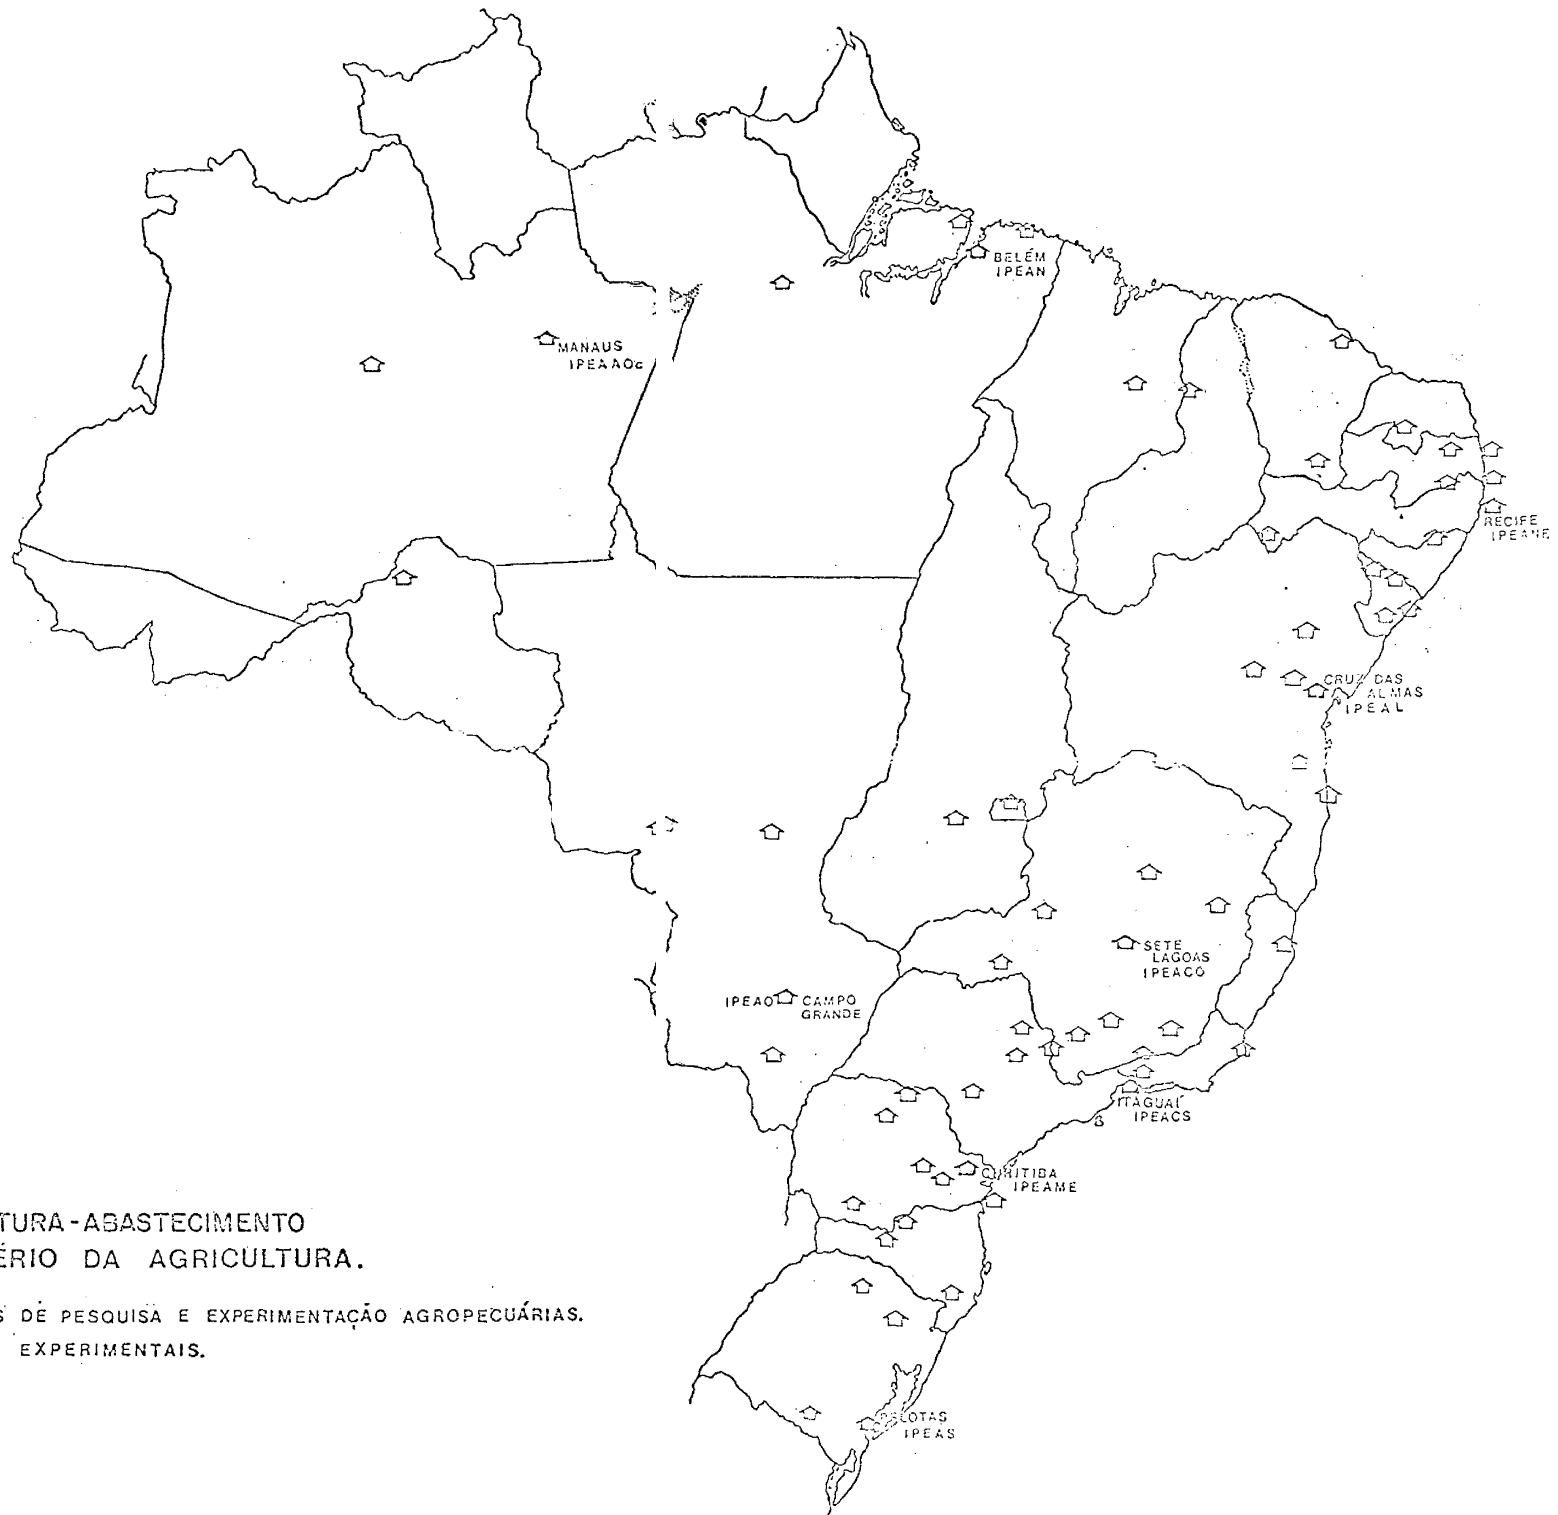 BELÉM
IPEAN
MANAUS
IPEAAOc
RECIFE
IPEANE
CRUZ DAS
ALMAS
IPEAL
SETE
LAGOAS
IPEACO
IPEAO CAMPO
GRANDE
ITAGUAÍ
IPEACS
CURITIBA
IPEAME
TURA-ABASTECIMENTO
ÉRIO DA AGRICULTURA.
S DE PESQUISA E EXPERIMENTAÇÃO AGROPECUÁRIAS.
EXPERIMENTAIS.
PELOTAS
IPEAS